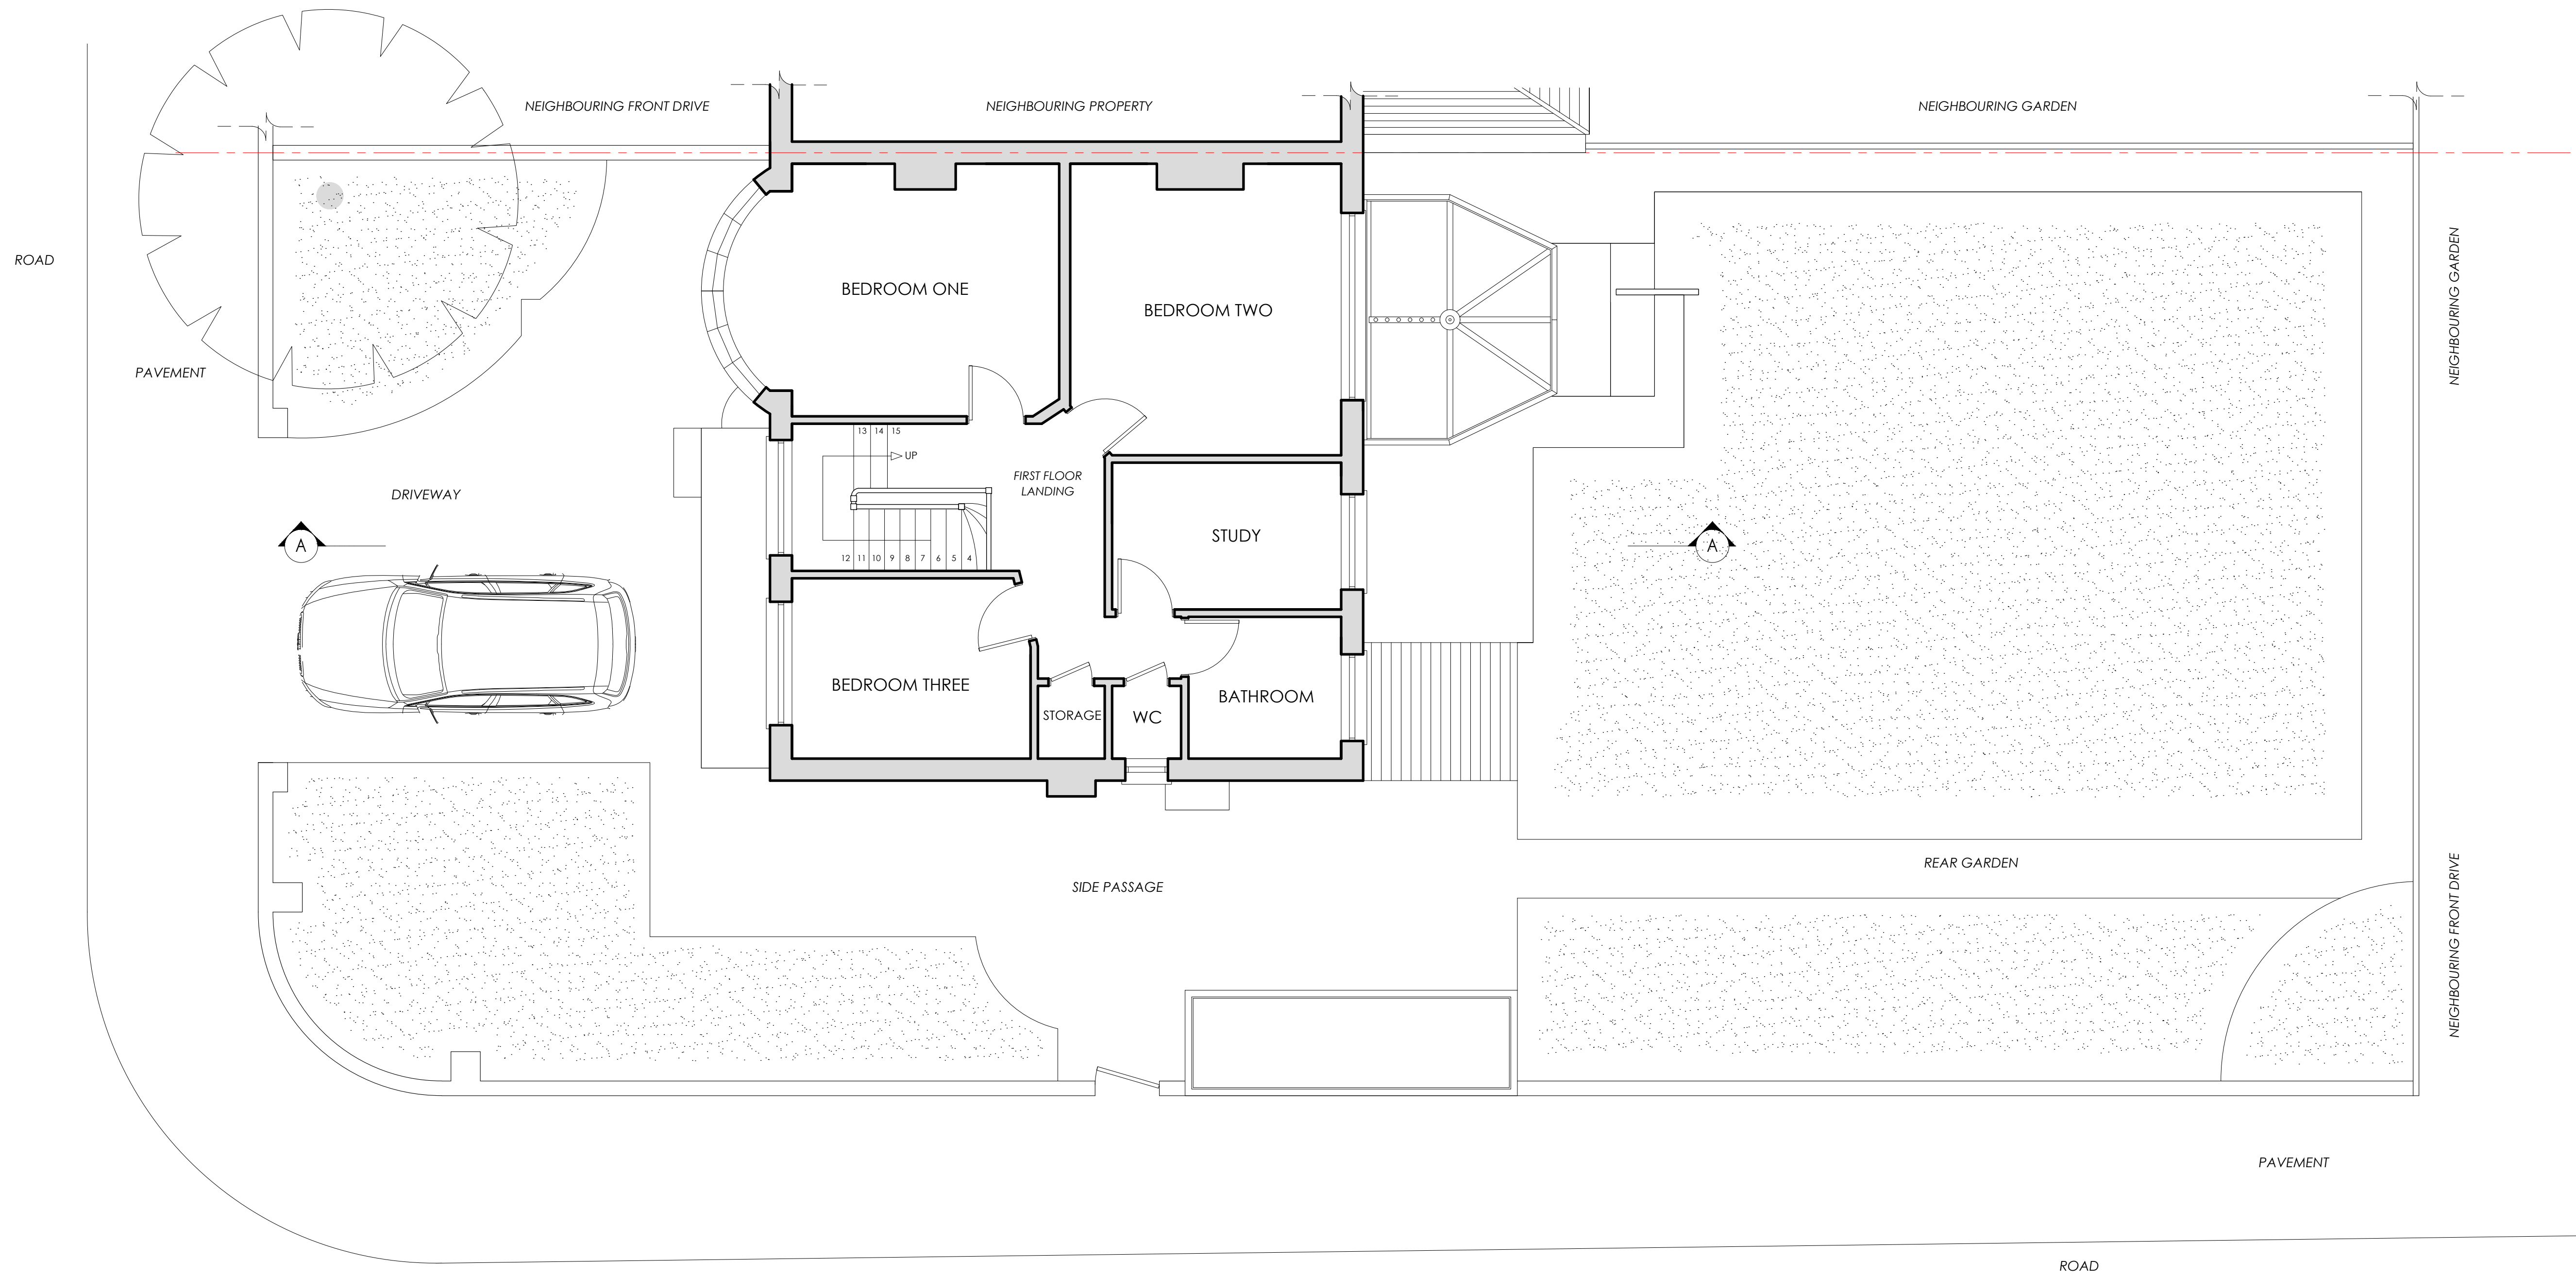 NEIGHBOURING FRONT DRIVE
NEIGHBOURING PROPERTY
NEIGHBOURING GARDEN
ROAD
NEIGHBOURING GARDEN
BEDROOM ONE
BEDROOM TWO
PAVEMENT
13 14 15
UP
FIRST FLOOR
LANDING
DRIVEWAY
STUDY
A
A
12 11 10 9 8 7 6 5 4
BEDROOM THREE
BATHROOM
STORAGE
WC
REAR GARDEN
SIDE PASSAGE
NEIGHBOURING FRONT DRIVE
PAVEMENT
ROAD